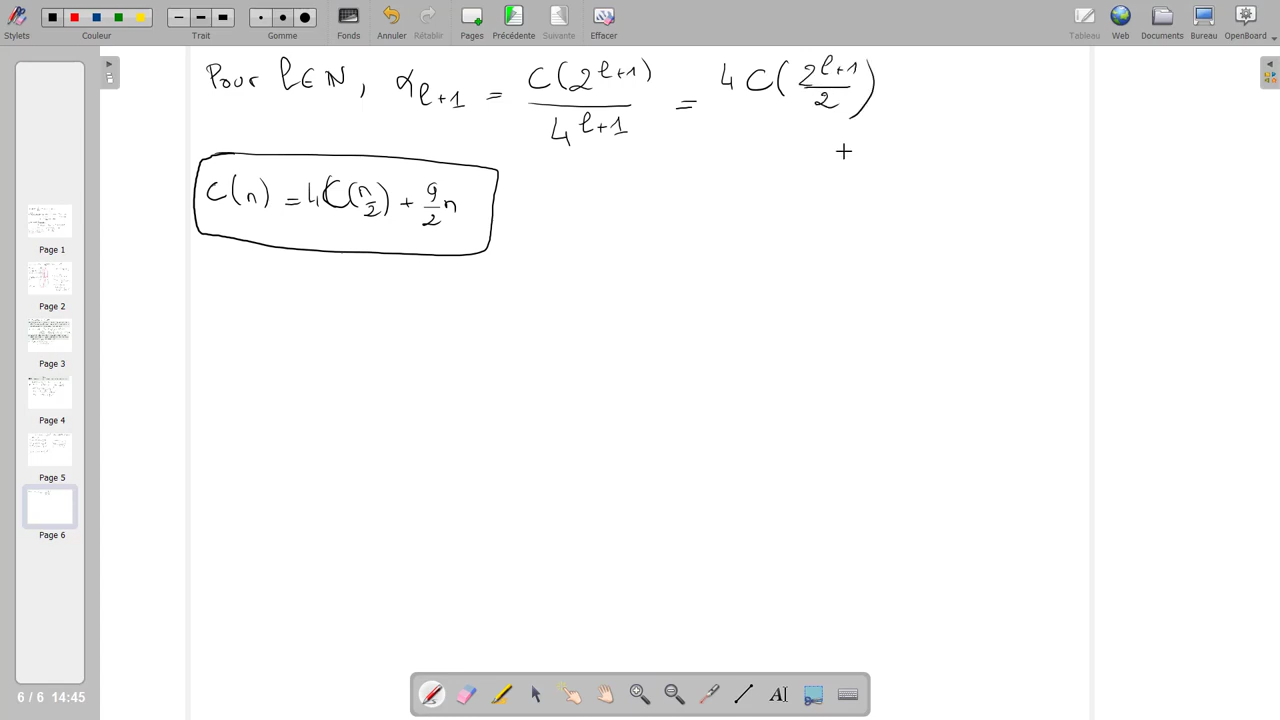 Stylets Couleur Trait Gomme Fonds Annuler Rétablir Pages Précédente Suivante Effacer Tableau Web Documents Bureau OpenBoard
Pour l ∈ ℕ, α_{l+1} = C(2^{l+1}) / 4^{l+1} = 4 C(2^{l+1} / 2)
+
C(n) = 4C(n/2) + 9/2 n
Page 1
Page 2
Page 3
Page 4
Page 5
Page 6
6 / 6 14:45